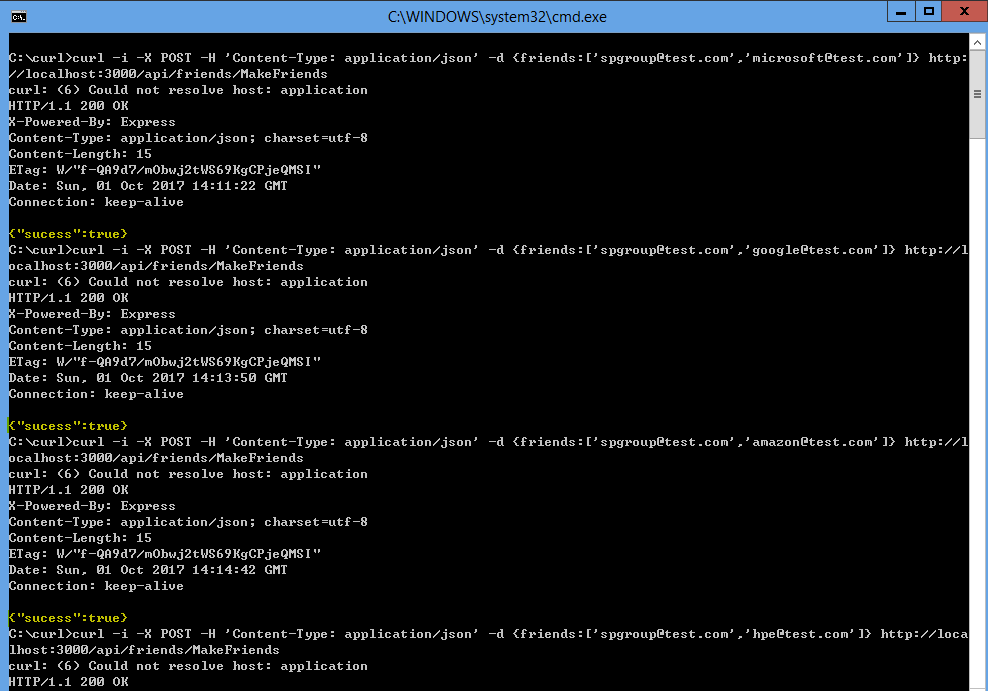 C:\WINDOWS\system32\cmd.exe
C:\curl>curl -i -X POST -H 'Content-Type: application/json' -d {friends:['spgroup@test.com','microsoft@test.com']} http:
//localhost:3000/api/friends/MakeFriends
curl: (6) Could not resolve host: application
HTTP/1.1 200 OK
X-Powered-By: Express
Content-Type: application/json; charset=utf-8
Content-Length: 15
ETag: W/"f-QA9d7/mObwj2tWS69KgCPjeQMSI"
Date: Sun, 01 Oct 2017 14:11:22 GMT
Connection: keep-alive
{"sucess":true}
C:\curl>curl -i -X POST -H 'Content-Type: application/json' -d {friends:['spgroup@test.com','google@test.com']} http://l
ocalhost:3000/api/friends/MakeFriends
curl: (6) Could not resolve host: application
HTTP/1.1 200 OK
X-Powered-By: Express
Content-Type: application/json; charset=utf-8
Content-Length: 15
ETag: W/"f-QA9d7/mObwj2tWS69KgCPjeQMSI"
Date: Sun, 01 Oct 2017 14:13:50 GMT
Connection: keep-alive
{"sucess":true}
C:\curl>curl -i -X POST -H 'Content-Type: application/json' -d {friends:['spgroup@test.com','amazon@test.com']} http://l
ocalhost:3000/api/friends/MakeFriends
curl: (6) Could not resolve host: application
HTTP/1.1 200 OK
X-Powered-By: Express
Content-Type: application/json; charset=utf-8
Content-Length: 15
ETag: W/"f-QA9d7/mObwj2tWS69KgCPjeQMSI"
Date: Sun, 01 Oct 2017 14:14:42 GMT
Connection: keep-alive
{"sucess":true}
C:\curl>curl -i -X POST -H 'Content-Type: application/json' -d {friends:['spgroup@test.com','hpe@test.com']} http://loca
lhost:3000/api/friends/MakeFriends
curl: (6) Could not resolve host: application
HTTP/1.1 200 OK